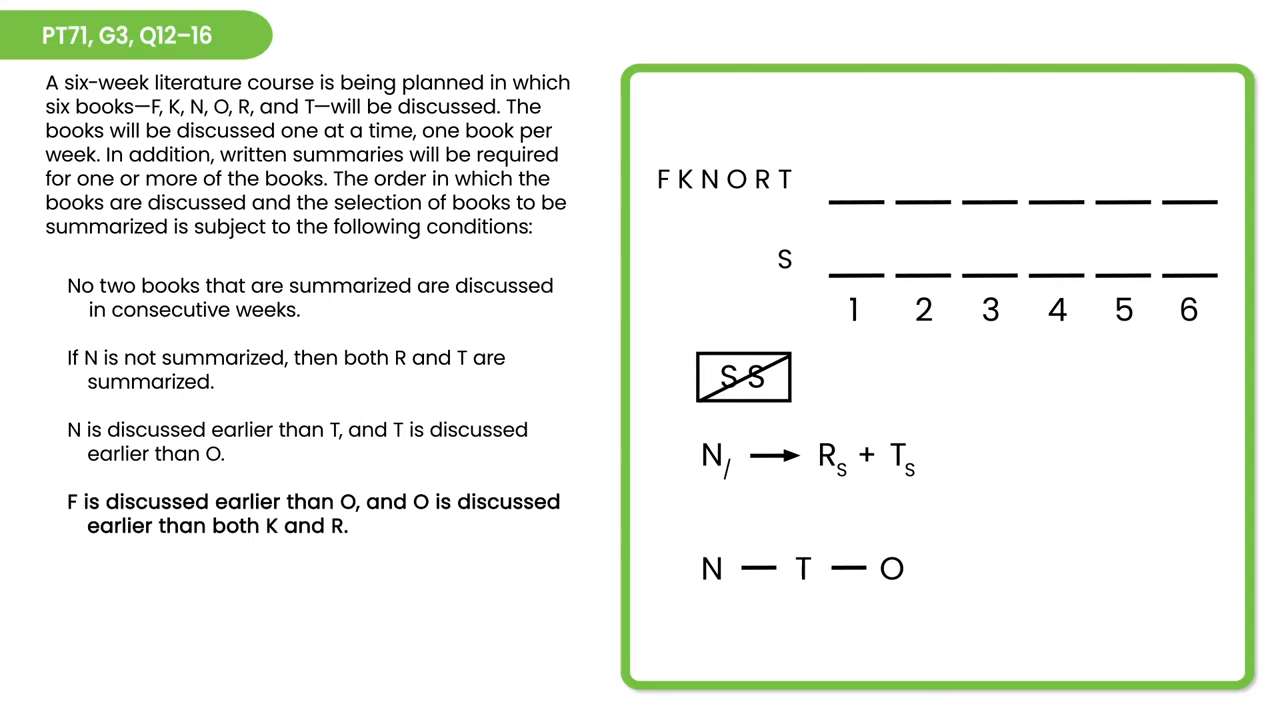 PT71, G3, Q12–16
A six-week literature course is being planned in which
six books—F, K, N, O, R, and T—will be discussed. The
books will be discussed one at a time, one book per
week. In addition, written summaries will be required
for one or more of the books. The order in which the
books are discussed and the selection of books to be
summarized is subject to the following conditions:
No two books that are summarized are discussed
in consecutive weeks.
If N is not summarized, then both R and T are
summarized.
N is discussed earlier than T, and T is discussed
earlier than O.
F is discussed earlier than O, and O is discussed
earlier than both K and R.
F K N O R T
S
1 2 3 4 5 6
S S
N/ → RS + TS
N — T — O